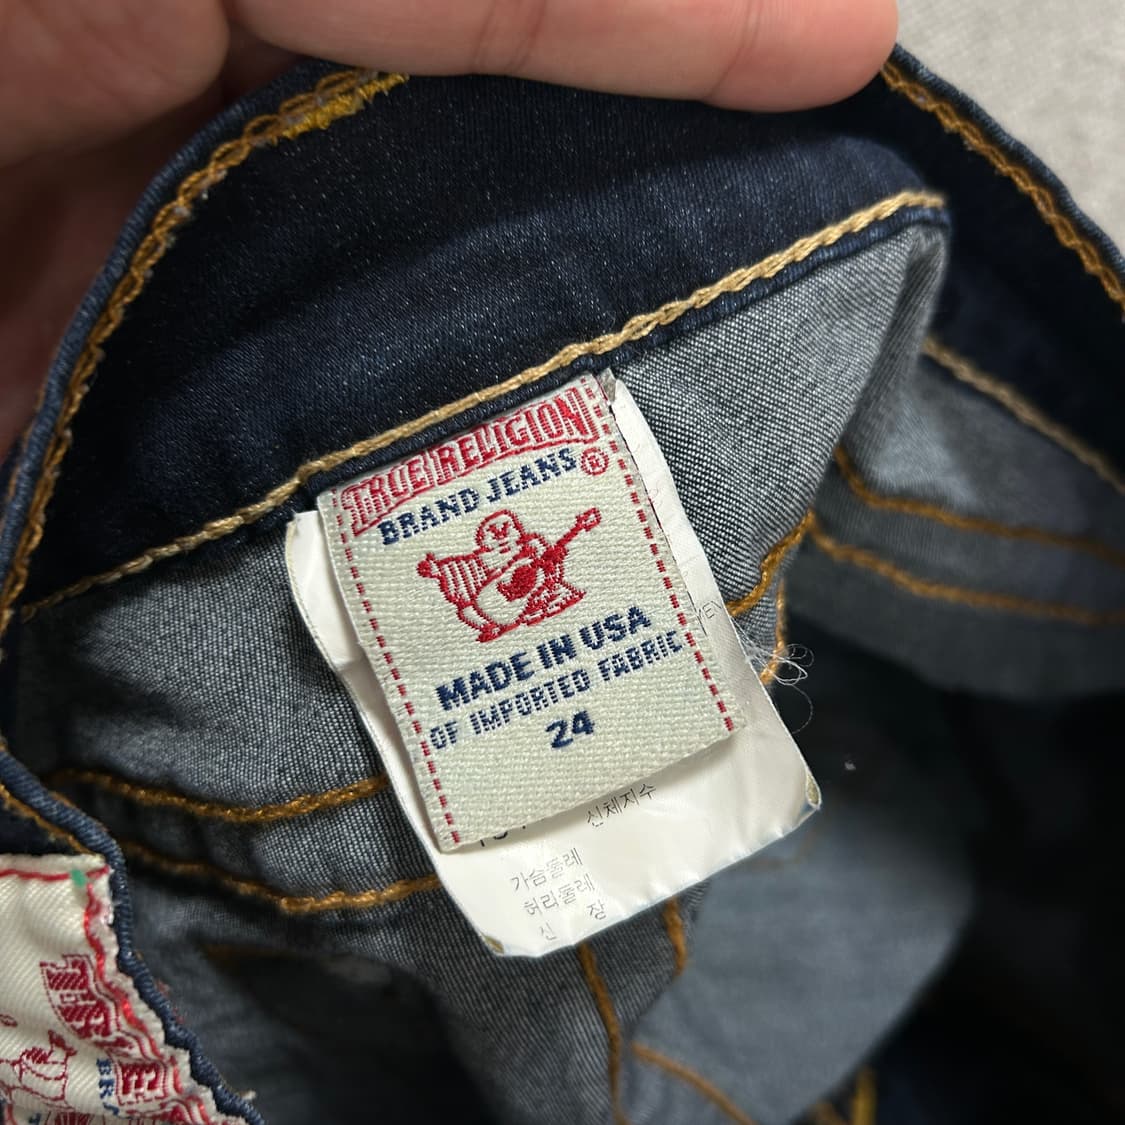 TRUE RELIGION
BRAND JEANS ®
MADE IN USA
OF IMPORTED FABRIC
24
신체지수
가슴둘레
허리둘레
신 장